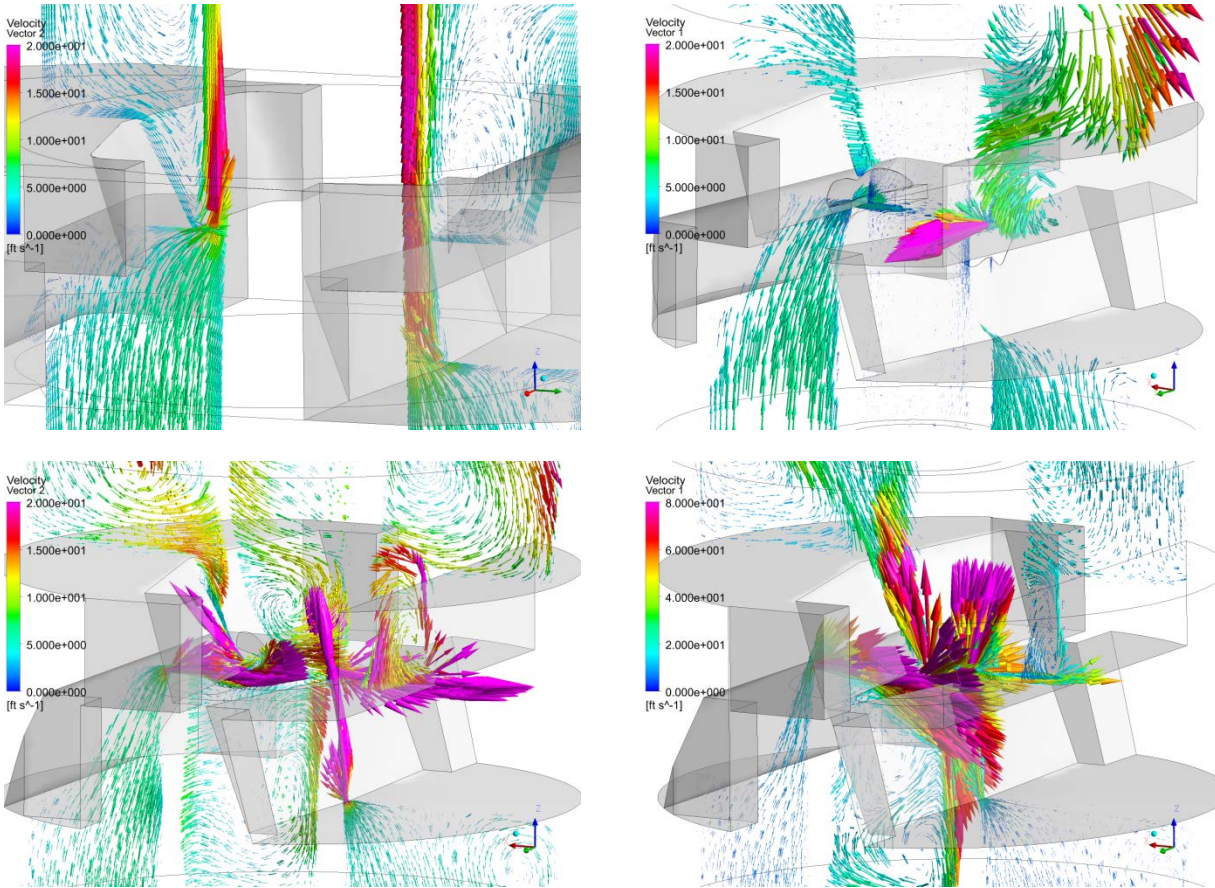 Velocity
Vector 2
2.000e+001
1.500e+001
1.000e+001
5.000e+000
0.000e+000
[ft s^-1]
Z
Velocity
Vector 1
2.000e+001
1.500e+001
1.000e+001
5.000e+000
0.000e+000
[ft s^-1]
Z
Velocity
Vector 2
2.000e+001
1.500e+001
1.000e+001
5.000e+000
0.000e+000
[ft s^-1]
Z
Velocity
Vector 1
8.000e+001
6.000e+001
4.000e+001
2.000e+001
0.000e+000
[ft s^-1]
Z